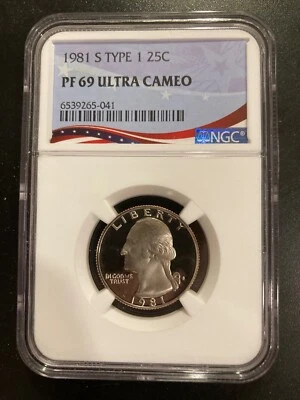 1981 S TYPE 1 25C
PF 69 ULTRA CAMEO
6539265-041
NGC
LIBERTY
IN GOD WE
TRUST
S
1981